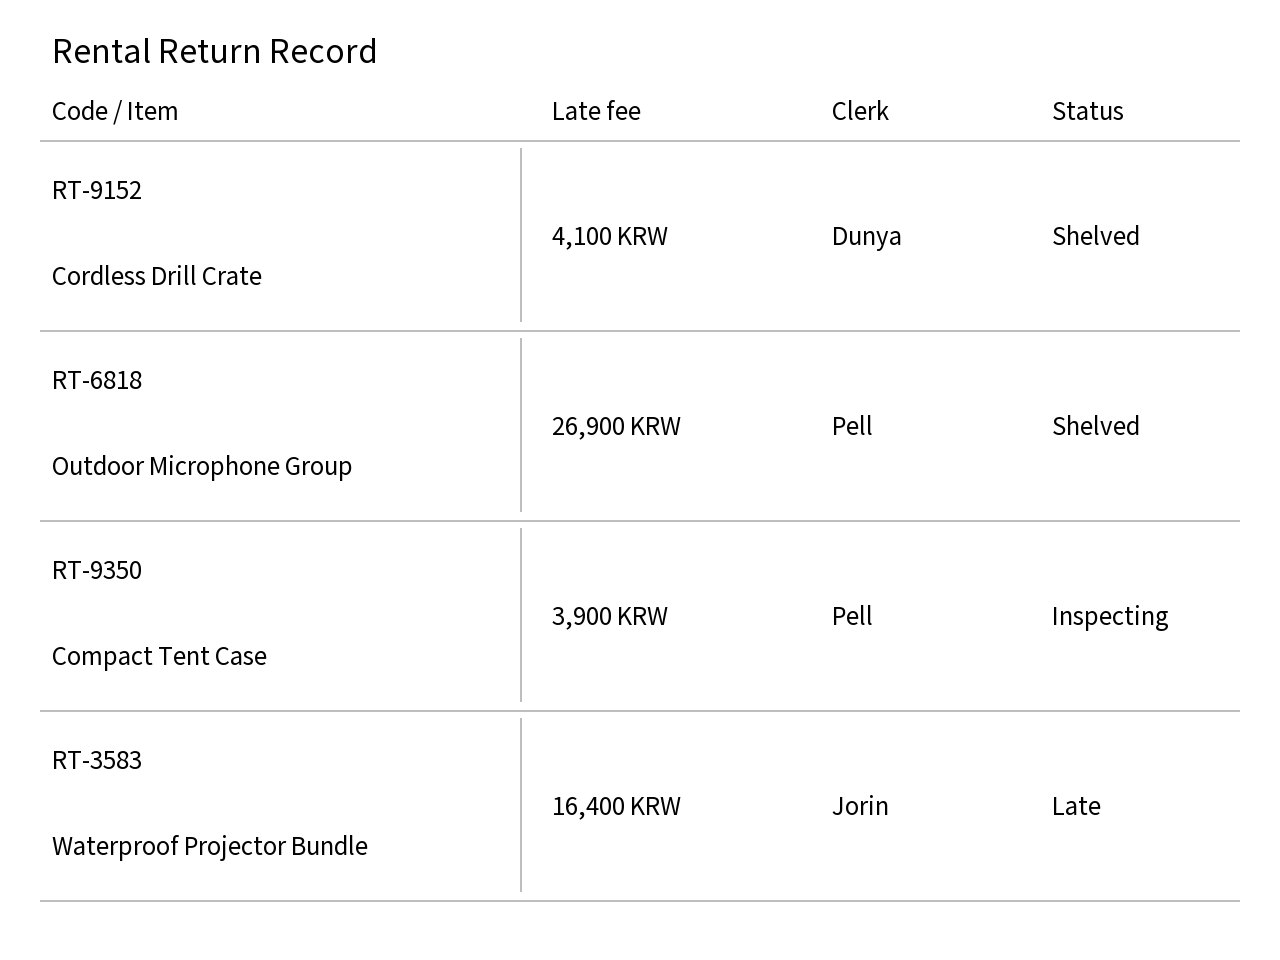 Rental Return Record
Code / Item Late fee Clerk Status
RT-9152
Cordless Drill Crate
4,100 KRW Dunya Shelved
RT-6818
Outdoor Microphone Group
26,900 KRW Pell Shelved
RT-9350
Compact Tent Case
3,900 KRW Pell Inspecting
RT-3583
Waterproof Projector Bundle
16,400 KRW Jorin Late